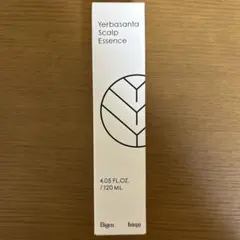 Yerbasanta
Scalp
Essence
4.05 FL.OZ.
/ 120 ML